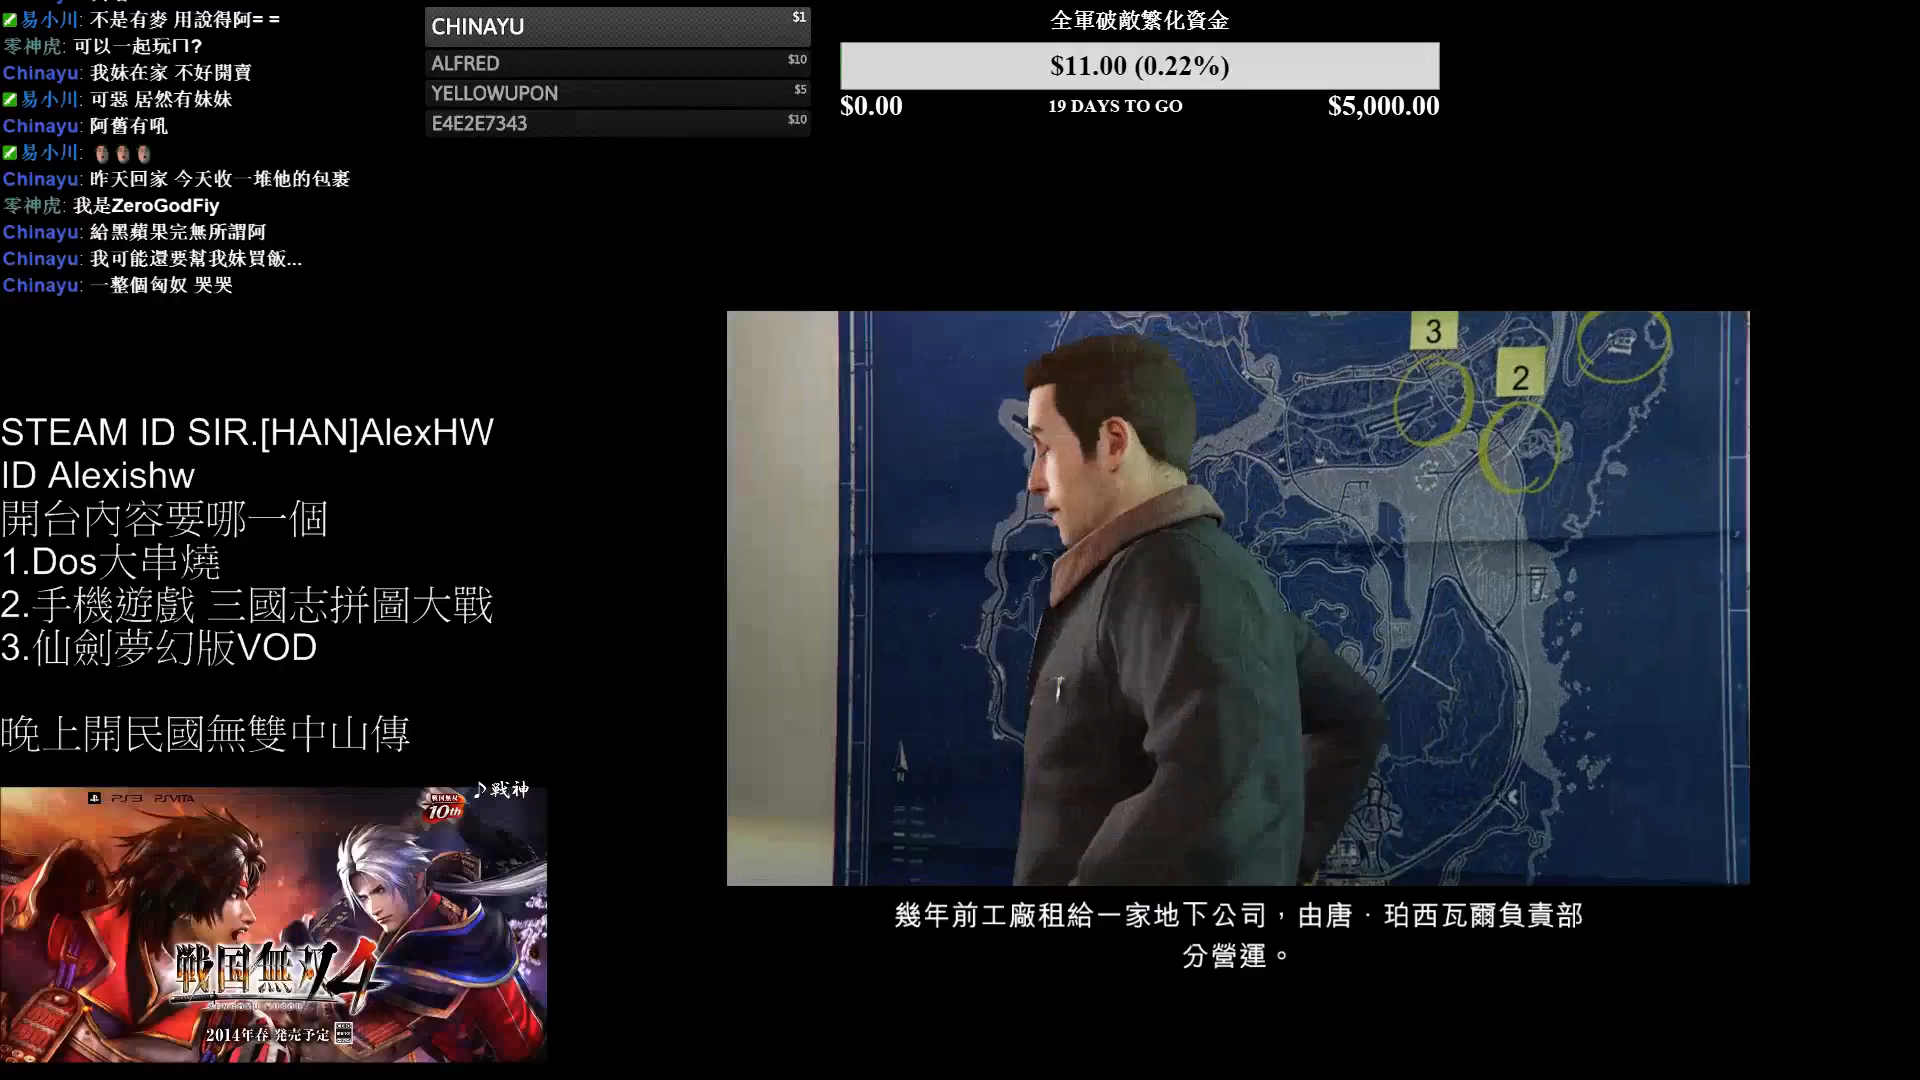 易小川: 不是有麥 用說得阿= =
零神虎: 可以一起玩ㄇ?
Chinayu: 我妹在家 不好開賣
易小川: 可惡 居然有妹妹
Chinayu: 阿舊有吼
易小川:
Chinayu: 昨天回家 今天收一堆他的包裹
零神虎: 我是ZeroGodFiy
Chinayu: 給黑蘋果完無所謂阿
Chinayu: 我可能還要幫我妹買飯...
Chinayu: 一整個匈奴 哭哭
CHINAYU $1
ALFRED $10
YELLOWUPON $5
E4E2E7343 $10
全軍破敵繁化資金
$11.00 (0.22%)
$0.00 19 DAYS TO GO $5,000.00
STEAM ID SIR.[HAN]AlexHW
ID Alexishw
開台內容要哪一個
1.Dos大串燒
2.手機遊戲 三國志拼圖大戰
3.仙劍夢幻版VOD
晚上開民國無雙中山傳
3
2
N
幾年前工廠租給一家地下公司，由唐．珀西瓦爾負責部
分營運。
♪戦神
PS3 PSVITA
戦国無双
10th
戦国無双4
2014年春 発売予定